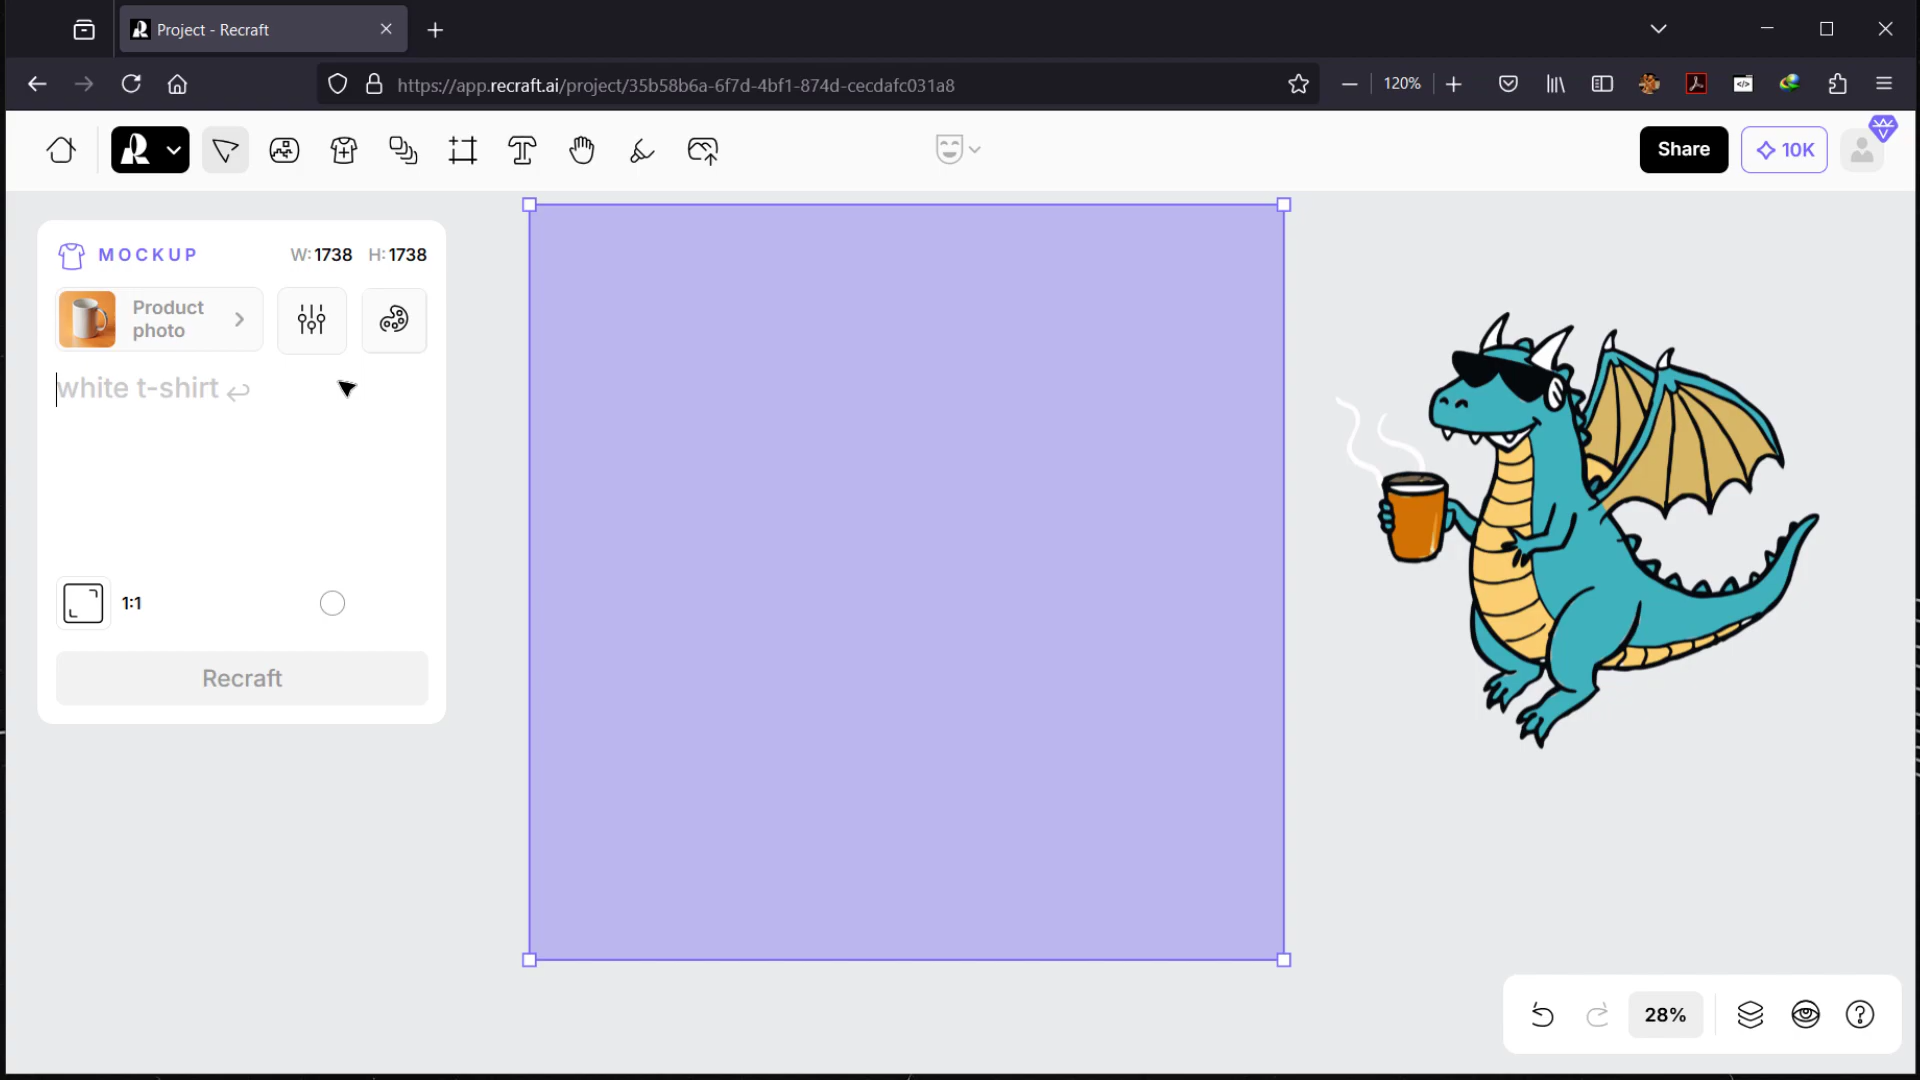 Project - Recraft
https://app.recraft.ai/project/35b58b6a-6f7d-4bf1-874d-cecdafc031a8
120%
Share
10K
MOCKUP
W:1738 H:1738
Product
photo
white t-shirt
1:1
Recraft
28%